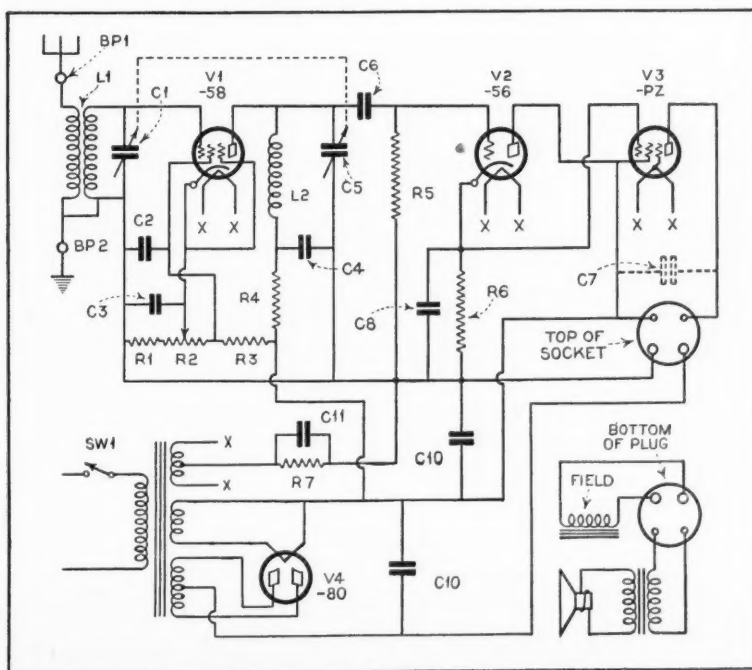 BP1
L1
C1
V1
-58
C6
V2
-56
V3
-PZ
L2
C5
R5
X X
X X
X X
BP2
C2
C4
C7
C3
R4
C8
R6
R1 R2 R3
TOP OF
SOCKET
C11
SW1
X
X
R7
C10
BOTTOM
OF PLUG
FIELD
V4
-80
C10